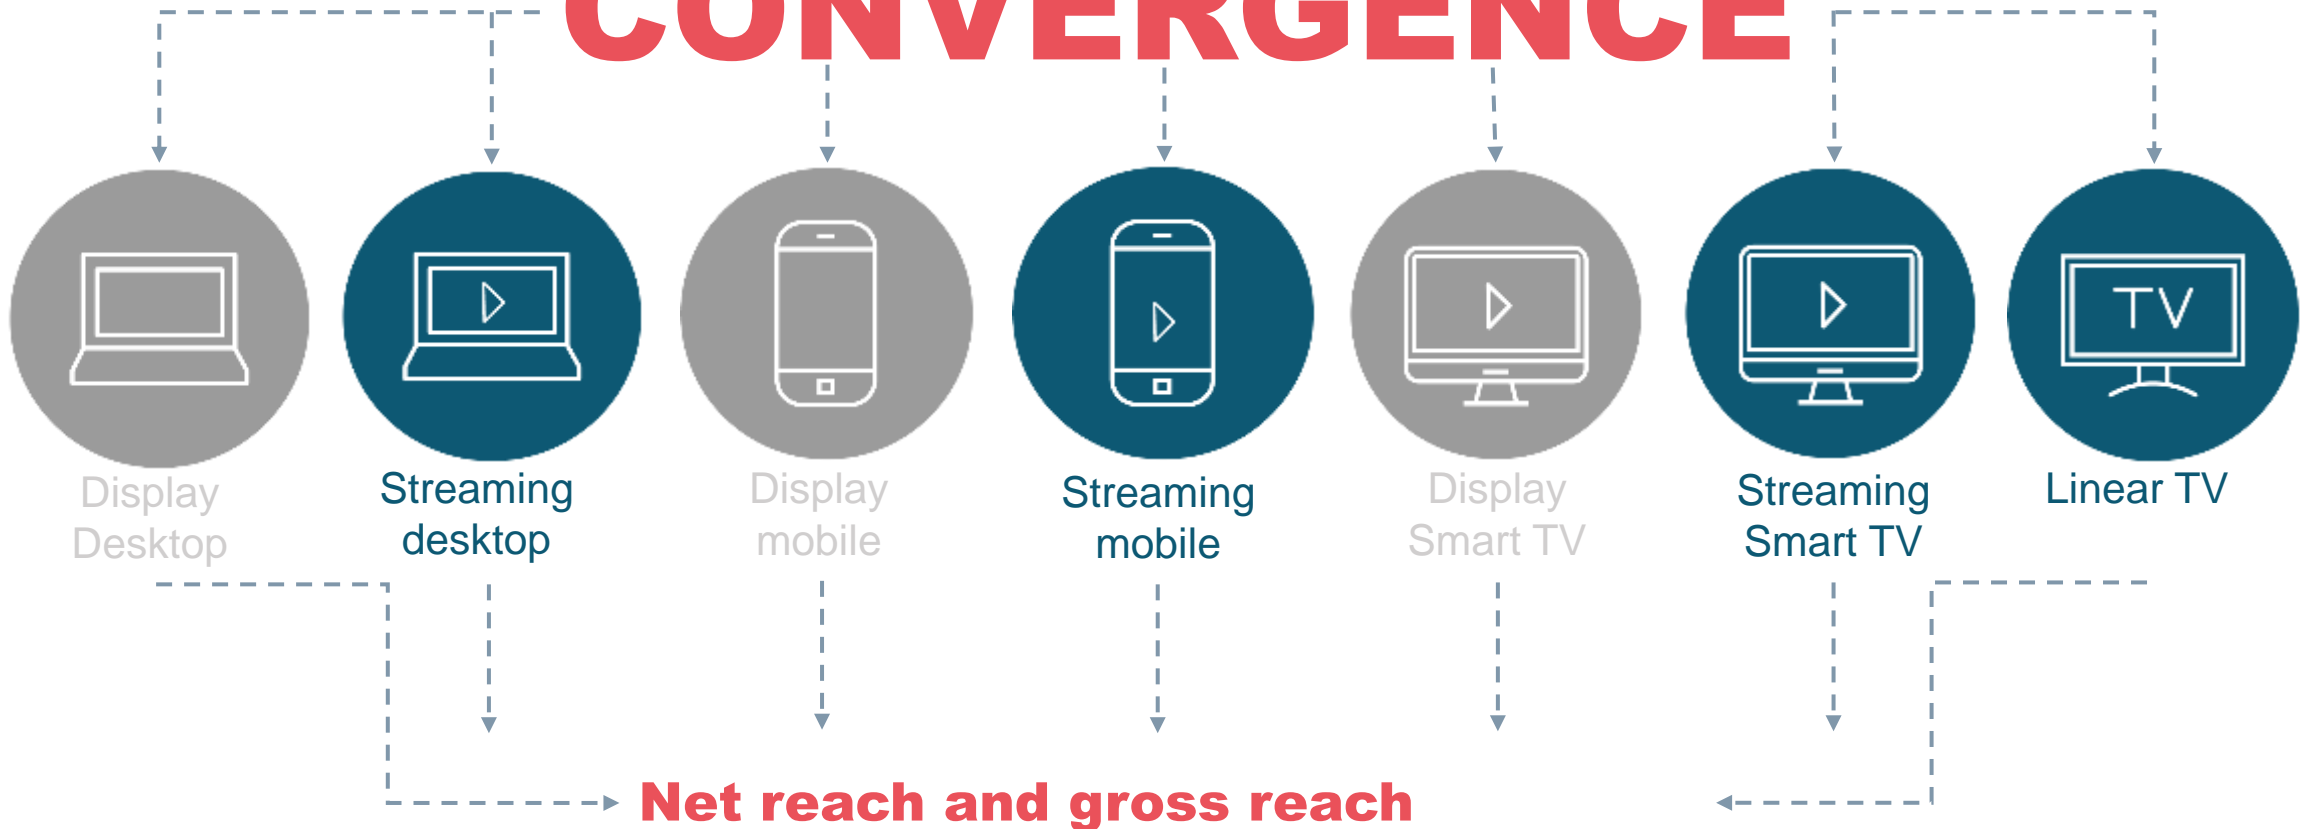 CONVERGENCE
TV
Display
Desktop
Streaming
desktop
Display
mobile
Streaming
mobile
Display
Smart TV
Streaming
Smart TV
Linear TV
Net reach and gross reach